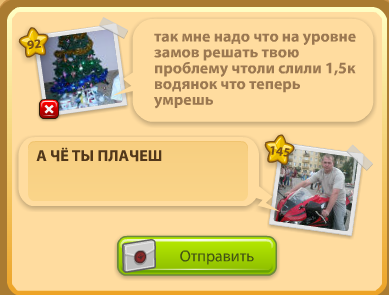 92
так мне надо что на уровне
замов решать твою
проблему чтоли слили 1,5к
водянок что теперь
умрешь
А ЧЁ ТЫ ПЛАЧЕШ
145
Отправить